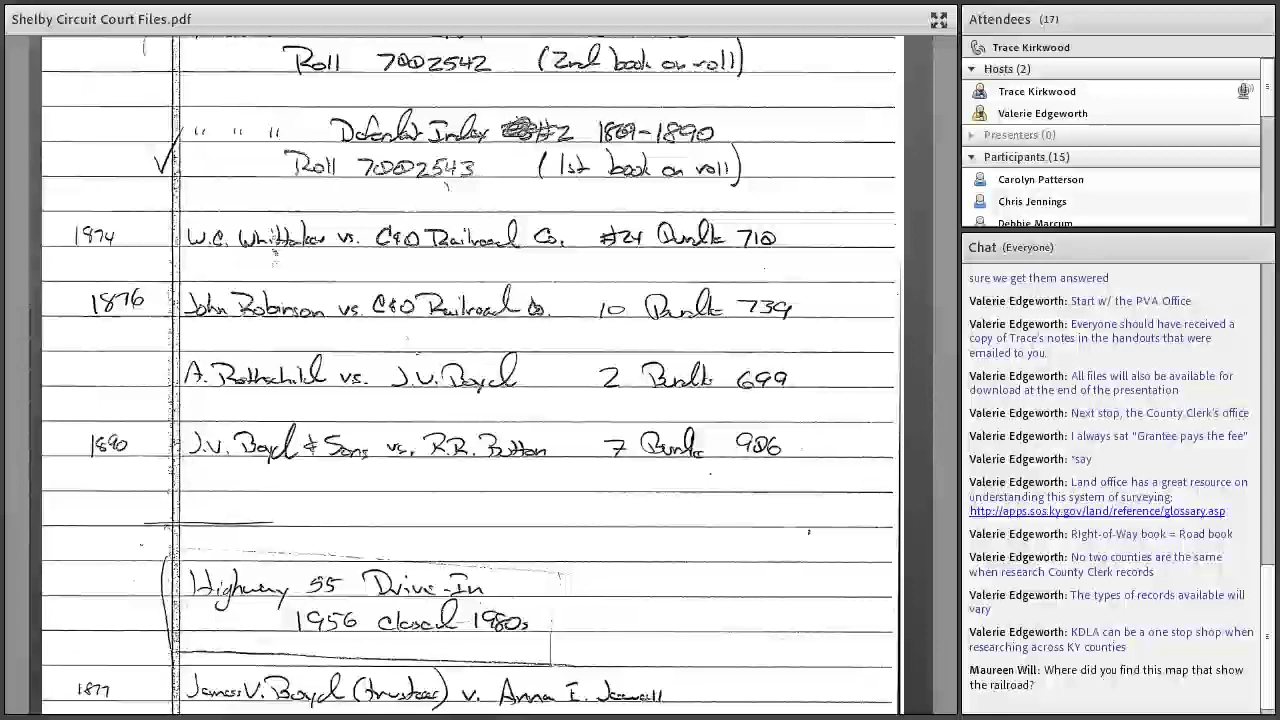 Shelby Circuit Court Files.pdf
Roll 7002542 (2nd book on roll)
" " " Defendant Index #2 1869-1890
Roll 7002543 (1st book on roll)
1874 W.C. Whittaker vs. C&O Railroad Co. #24 Bundle 710
1876 John Robinson vs. C&O Railroad Co. 10 Bundle 739
A. Rothschild vs. J.V. Boyd 2 Bundle 699
1890 J.V. Boyd & Sons vs. R.R. Button 7 Bundle 906
Highway 55 Drive-In
1956 closed 1980s
1877 James V. Boyd (trustee) v. Anna E. Jewell
Attendees (17)
Trace Kirkwood
Hosts (2)
Trace Kirkwood
Valerie Edgeworth
Presenters (0)
Participants (15)
Carolyn Patterson
Chris Jennings
Debbie Marcum
Chat (Everyone)
sure we get them answered
Valerie Edgeworth: Start w/ the PVA Office
Valerie Edgeworth: Everyone should have received a
copy of Trace's notes in the handouts that were
emailed to you.
Valerie Edgeworth: All files will also be available for
download at the end of the presentation
Valerie Edgeworth: Next stop, the County Clerk's office
Valerie Edgeworth: I always sat "Grantee pays the fee"
Valerie Edgeworth: *say
Valerie Edgeworth: Land office has a great resource on
understanding this system of surveying:
http://apps.sos.ky.gov/land/reference/glossary.asp
Valerie Edgeworth: Right-of-Way book = Road book
Valerie Edgeworth: No two counties are the same
when research County Clerk records
Valerie Edgeworth: The types of records available will
vary
Valerie Edgeworth: KDLA can be a one stop shop when
researching across KY counties
Maureen Will: Where did you find this map that show
the railroad?